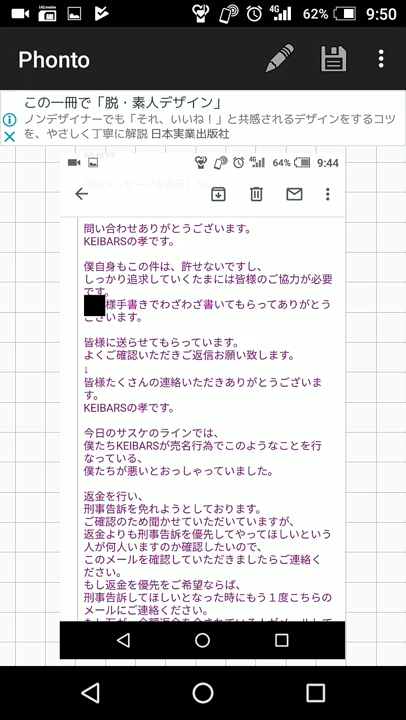 62% 9:50
Phonto
この一冊で「脱・素人デザイン」
ノンデザイナーでも「それ、いいね！」と共感されるデザインをするコツ
を、やさしく丁寧に解説 日本実業出版社
4G 64% 9:44
問い合わせありがとうございます。
KEIBARSの孝です。
僕自身もこの件は、許せないですし、
しっかり追求していくたまには皆様のご協力が必要
です。
様手書きでわざわざ書いてもらってありがとう
ございます。
皆様に送らせてもらっています。
よくご確認いただきご返信お願い致します。
↓
皆様たくさんの連絡いただきありがとうございま
す。
KEIBARSの孝です。
今日のサスケのラインでは、
僕たちKEIBARSが売名行為でこのようなことを行
なっている、
僕たちが悪いとおっしゃっていました。
返金を行い、
刑事告訴を免れようとしております。
ご確認のため聞かせていただいていますが、
返金よりも刑事告訴を優先してやってほしいという
人が何人いますのか確認したいので、
このメールを確認していただきましたらご連絡く
ださい。
もし返金を優先をご希望ならば、
刑事告訴してほしいとなった時にもう１度こちらの
メールにご連絡ください。